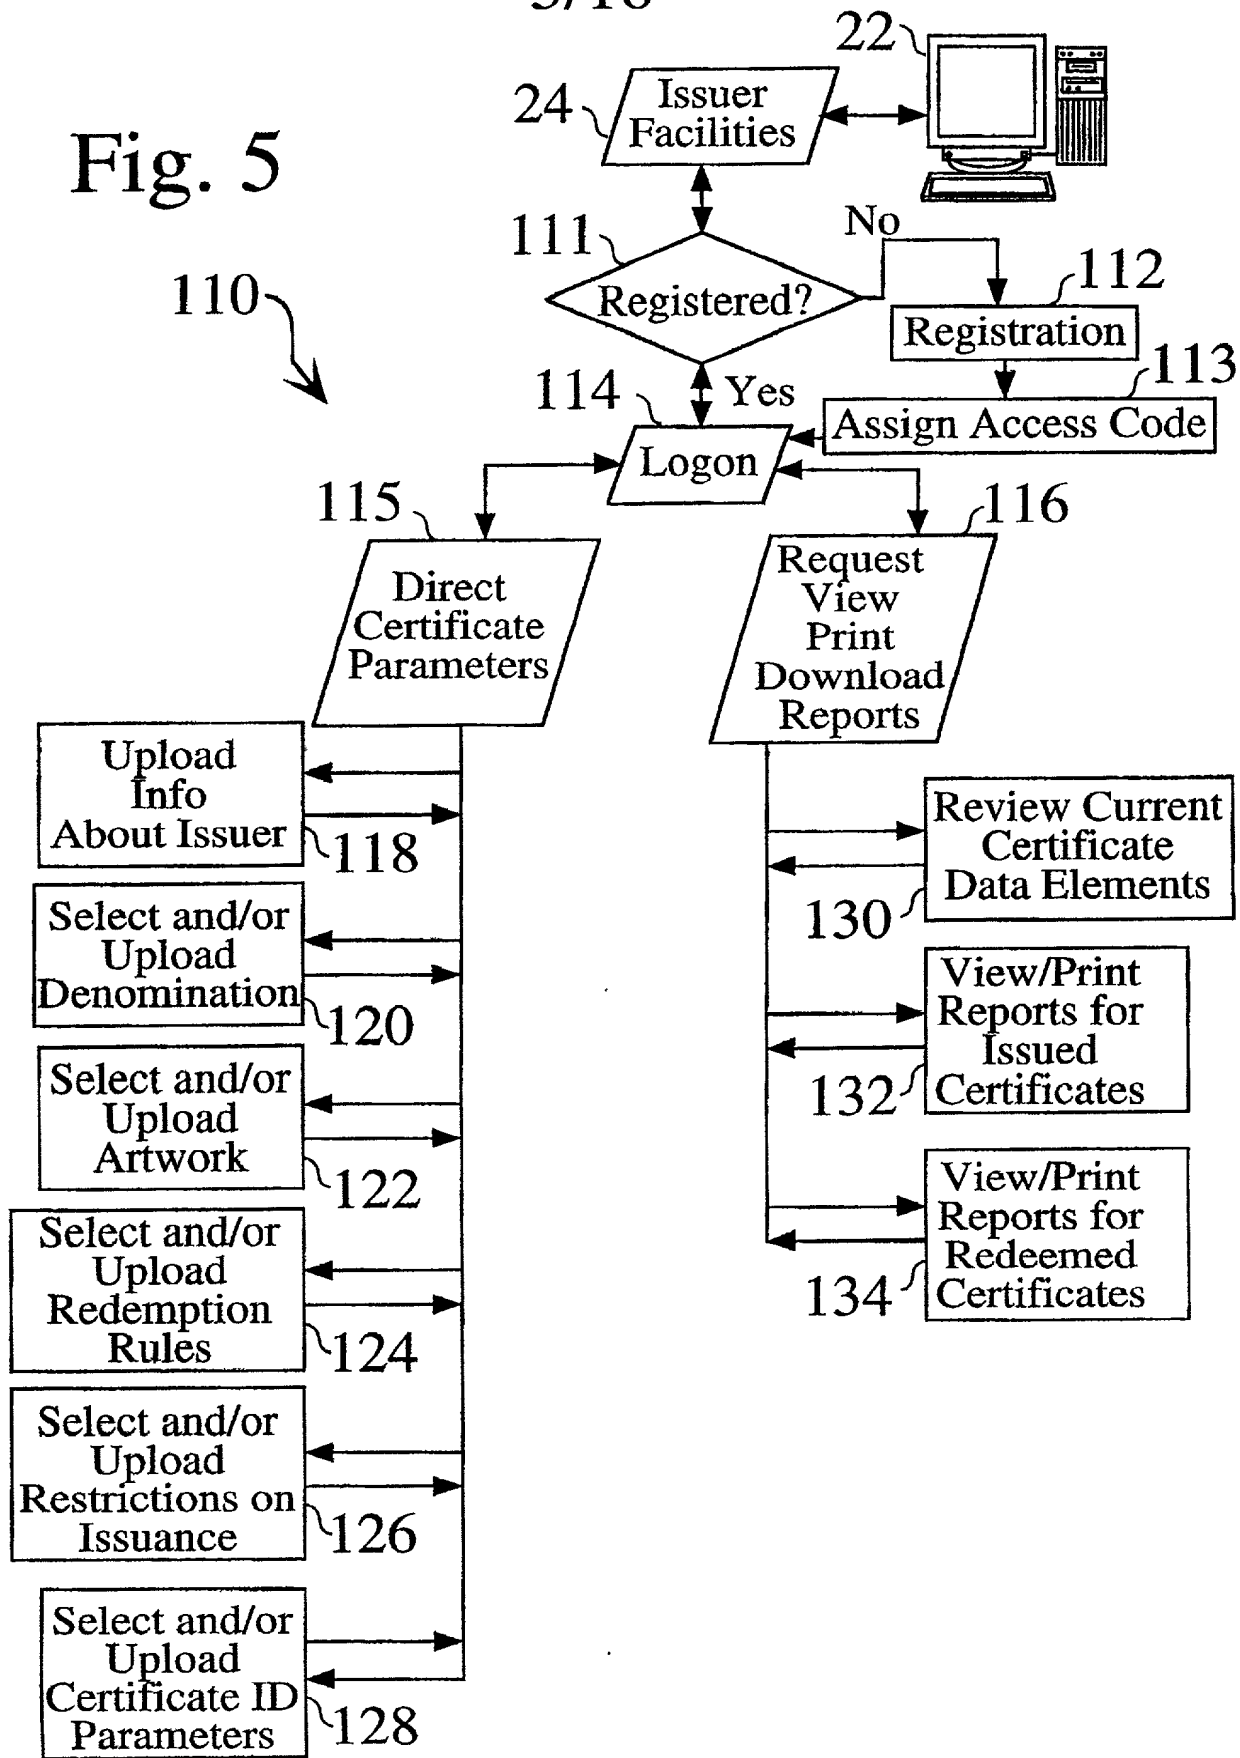 22
24
Issuer
Facilities
Fig. 5
111
No
110
Registered?
112
Registration
113
114
Yes
Assign Access Code
Logon
115
116
Direct
Certificate
Parameters
Request
View
Print
Download
Reports
Upload
Info
About Issuer
118
Select and/or
Upload
Denomination
120
Select and/or
Upload
Artwork
122
Select and/or
Upload
Redemption
Rules
124
Select and/or
Upload
Restrictions on
Issuance
126
Select and/or
Upload
Certificate ID
Parameters
128
Review Current
Certificate
Data Elements
130
View/Print
Reports for
Issued
Certificates
132
View/Print
Reports for
Redeemed
Certificates
134